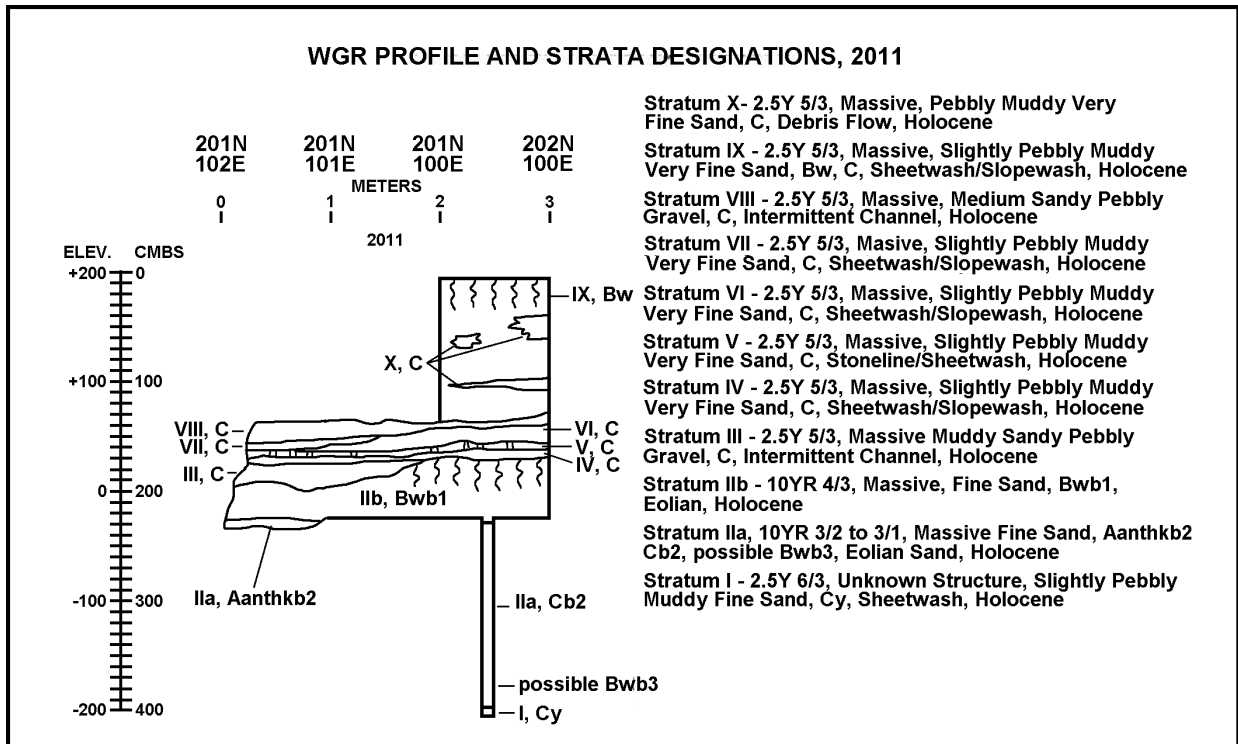 WGR PROFILE AND STRATA DESIGNATIONS, 2011
201N 201N 201N 202N
102E 101E 100E 100E
METERS
0 1 2 3
2011
ELEV. CMBS
+200 0
+100 100
0 200
-100 300
-200 400
IX, Bw
X, C
VIII, C
VII, C
III, C
VI, C
V, C
IV, C
IIb, Bwb1
IIa, Aanthkb2
IIa, Cb2
possible Bwb3
I, Cy
Stratum X- 2.5Y 5/3, Massive, Pebbly Muddy Very
Fine Sand, C, Debris Flow, Holocene
Stratum IX - 2.5Y 5/3, Massive, Slightly Pebbly Muddy
Very Fine Sand, Bw, C, Sheetwash/Slopewash, Holocene
Stratum VIII - 2.5Y 5/3, Massive, Medium Sandy Pebbly
Gravel, C, Intermittent Channel, Holocene
Stratum VII - 2.5Y 5/3, Masive, Slightly Pebbly Muddy
Very Fine Sand, C, Sheetwash/Slopewash, Holocene
Stratum VI - 2.5Y 5/3, Massive, Slightly Pebbly Muddy
Very Fine Sand, C, Sheetwash/Slopewash, Holocene
Stratum V - 2.5Y 5/3, Massive, Slightly Pebbly Muddy
Very Fine Sand, C, Stoneline/Sheetwash, Holocene
Stratum IV - 2.5Y 5/3, Massive, Slightly Pebbly Muddy
Very Fine Sand, C, Sheetwash/Slopewash, Holocene
Stratum III - 2.5Y 5/3, Massive Muddy Sandy Pebbly
Gravel, C, Intermittent Channel, Holocene
Stratum IIb - 10YR 4/3, Massive, Fine Sand, Bwb1,
Eolian, Holocene
Stratum IIa, 10YR 3/2 to 3/1, Massive Fine Sand, Aanthkb2
Cb2, possible Bwb3, Eolian Sand, Holocene
Stratum I - 2.5Y 6/3, Unknown Structure, Slightly Pebbly
Muddy Fine Sand, Cy, Sheetwash, Holocene